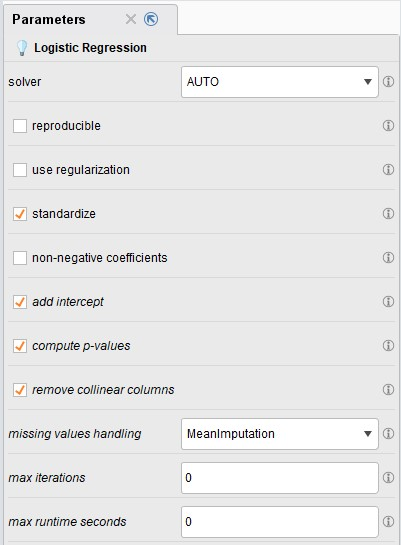 Parameters
Logistic Regression
solver AUTO
reproducible
use regularization
standardize
non-negative coefficients
add intercept
compute p-values
remove collinear columns
missing values handling MeanImputation
max iterations 0
max runtime seconds 0